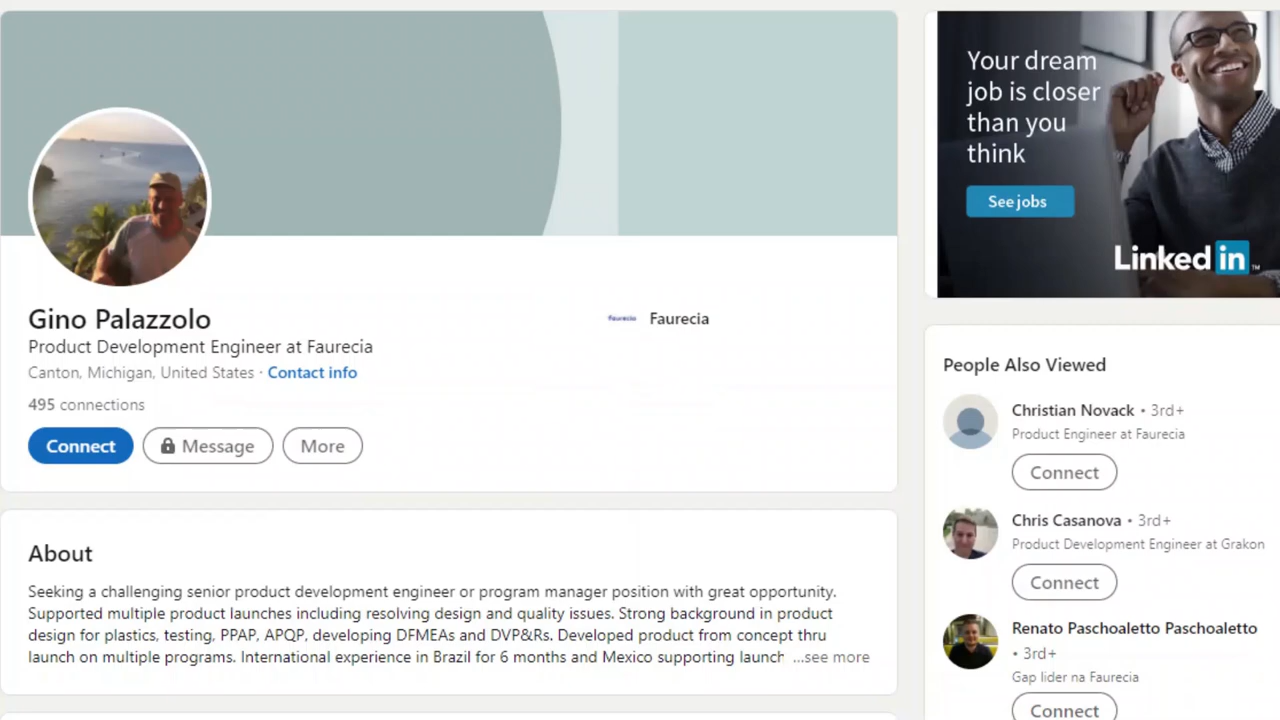 Gino Palazzolo
Product Development Engineer at Faurecia
Canton, Michigan, United States · Contact info
495 connections
Connect
Message
More
Faurecia
Faurecia
About
Seeking a challenging senior product development engineer or program manager position with great opportunity.
Supported multiple product launches including resolving design and quality issues. Strong background in product
design for plastics, testing, PPAP, APQP, developing DFMEAs and DVP&Rs. Developed product from concept thru
launch on multiple programs. International experience in Brazil for 6 months and Mexico supporting launch ...see more
Your dream
job is closer
than you
think
See jobs
Linked in ™
People Also Viewed
Christian Novack • 3rd+
Product Engineer at Faurecia
Connect
Chris Casanova • 3rd+
Product Development Engineer at Grakon
Connect
Renato Paschoaletto Paschoaletto
• 3rd+
Gap lider na Faurecia
Connect